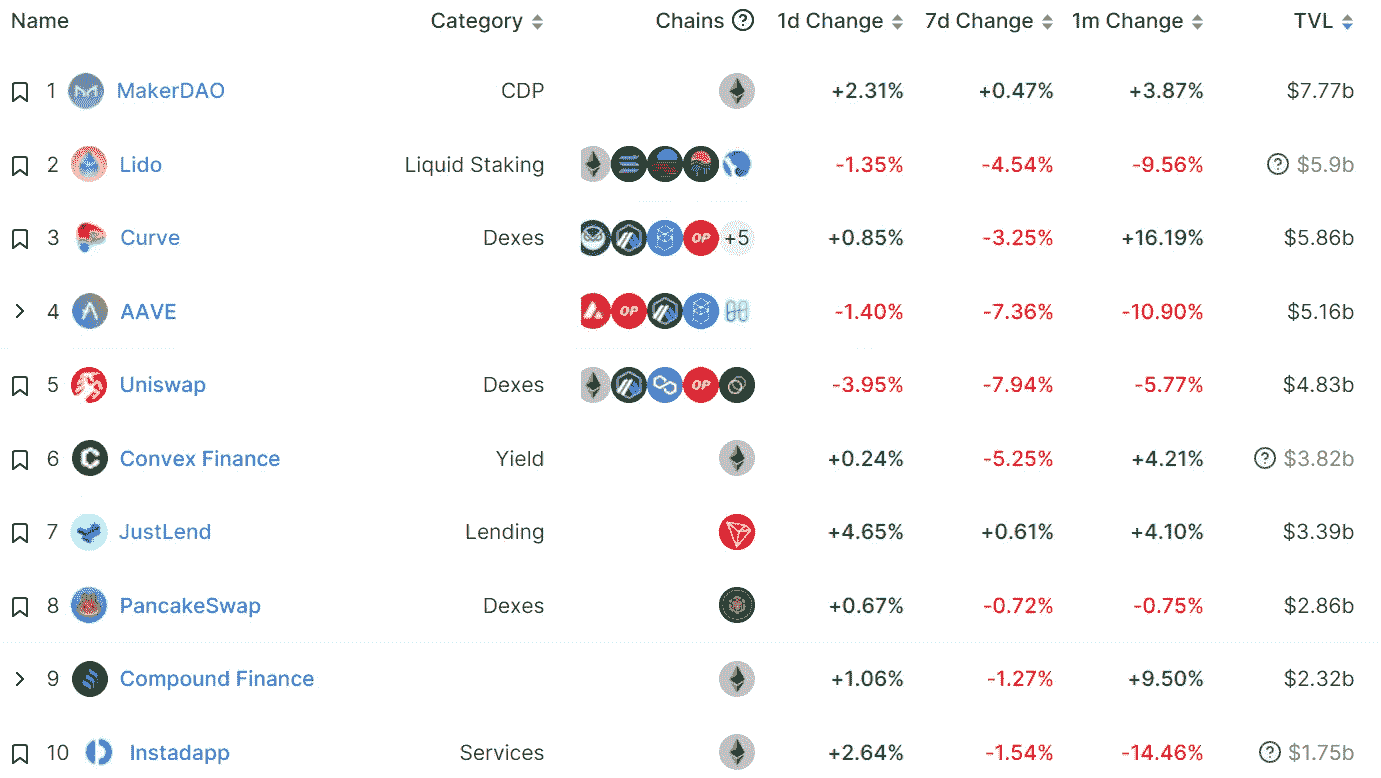 Name Category Chains ? 1d Change 7d Change 1m Change TVL
1 MakerDAO CDP +2.31% +0.47% +3.87% $7.77b
2 Lido Liquid Staking -1.35% -4.54% -9.56% ? $5.9b
3 Curve Dexes OP +5 +0.85% -3.25% +16.19% $5.86b
4 AAVE OP -1.40% -7.36% -10.90% $5.16b
5 Uniswap Dexes OP -3.95% -7.94% -5.77% $4.83b
6 Convex Finance Yield +0.24% -5.25% +4.21% ? $3.82b
7 JustLend Lending +4.65% +0.61% +4.10% $3.39b
8 PancakeSwap Dexes +0.67% -0.72% -0.75% $2.86b
9 Compound Finance +1.06% -1.27% +9.50% $2.32b
10 Instadapp Services +2.64% -1.54% -14.46% ? $1.75b